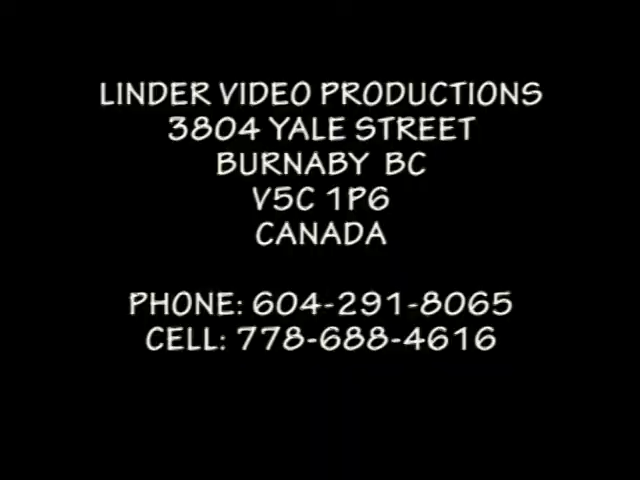 LINDER VIDEO PRODUCTIONS
3804 YALE STREET
BURNABY BC
V5C 1P6
CANADA
PHONE: 604-291-8065
CELL: 778-688-4616